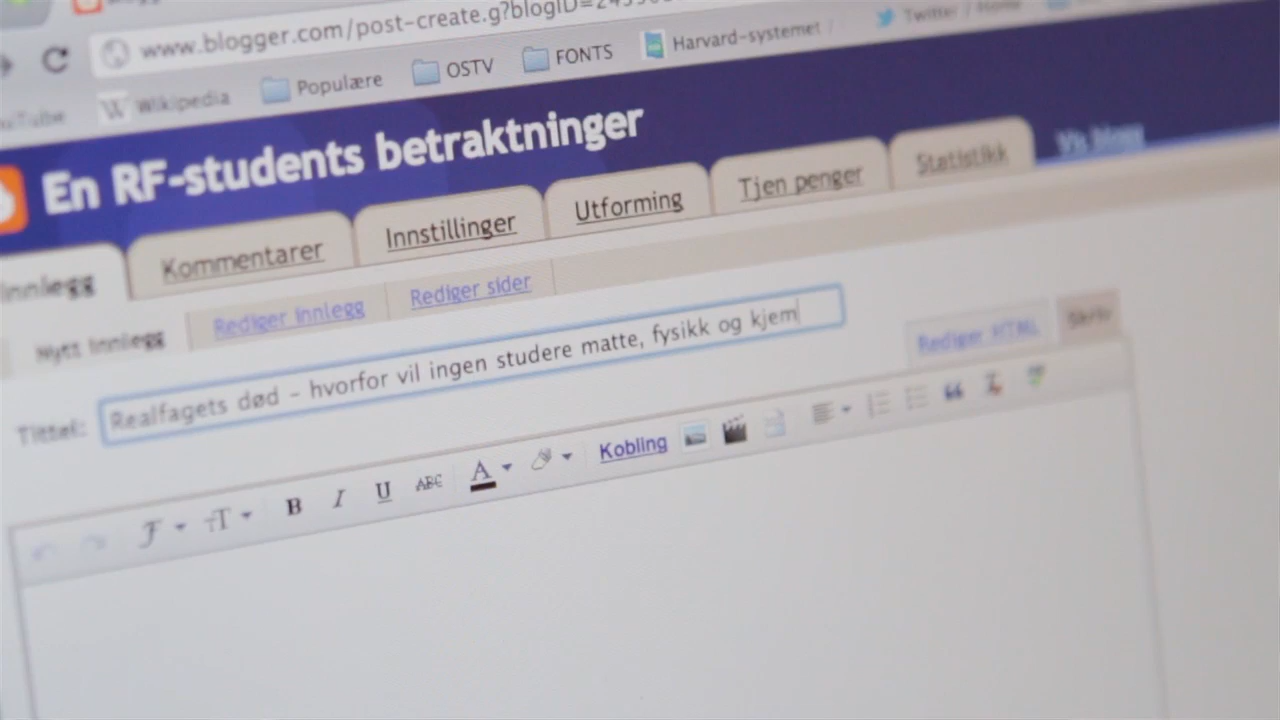 www.blogger.com/post-create.g?blogID=
Wikipedia Populære OSTV FONTS Harvard-systemet Twitter / Home
En RF-students betraktninger
Innlegg Kommentarer Innstillinger Utforming Tjen penger Statistikk Vis blogg
Nytt innlegg Rediger innlegg Rediger sider
Rediger HTML Skriv
Tittel: Realfagets død - hvorfor vil ingen studere matte, fysikk og kjem
B I U ABC A Kobling